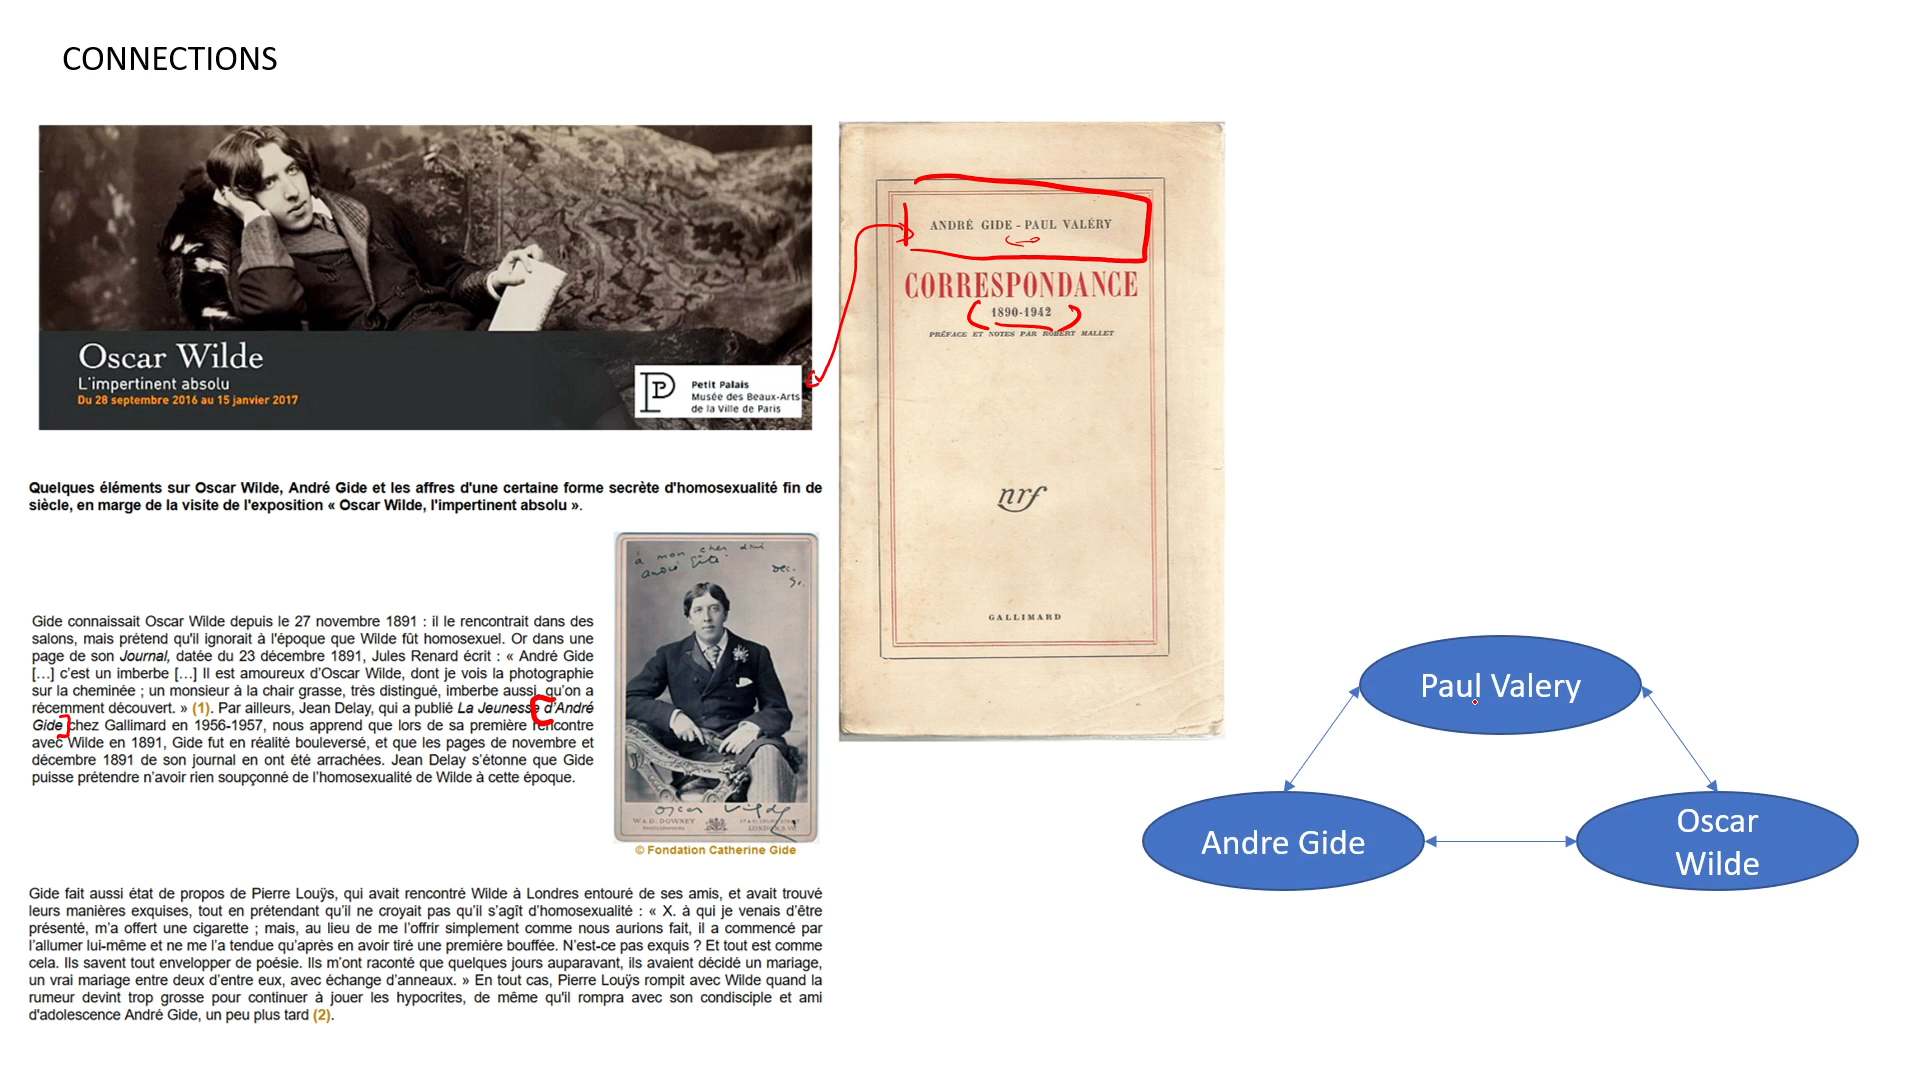 CONNECTIONS
Oscar Wilde
L'impertinent absolu
Du 28 septembre 2016 au 15 janvier 2017
Petit Palais
Musée des Beaux-Arts
de la Ville de Paris
Quelques éléments sur Oscar Wilde, André Gide et les affres d'une certaine forme secrète d'homosexualité fin de
siècle, en marge de la visite de l'exposition « Oscar Wilde, l'impertinent absolu ».
Gide connaissait Oscar Wilde depuis le 27 novembre 1891 : il le rencontrait dans des
salons, mais prétend qu'il ignorait à l'époque que Wilde fût homosexuel. Or dans une
page de son Journal, datée du 23 décembre 1891, Jules Renard écrit : « André Gide
[…] c'est un imberbe […] Il est amoureux d'Oscar Wilde, dont je vois la photographie
sur la cheminée ; un monsieur à la chair grasse, très distingué, imberbe aussi, qu'on a
récemment découvert. » (1). Par ailleurs, Jean Delay, qui a publié La Jeunesse d'André
Gide chez Gallimard en 1956-1957, nous apprend que lors de sa première rencontre
avec Wilde en 1891, Gide fut en réalité bouleversé, et que les pages de novembre et
décembre 1891 de son journal en ont été arrachées. Jean Delay s'étonne que Gide
puisse prétendre n'avoir rien soupçonné de l'homosexualité de Wilde à cette époque.
à mon cher ami
andré Gide
Dec.
91.
oscar Wilde
W & D. DOWNEY
PHOTOGRAPHERS
LONDON S.W.
© Fondation Catherine Gide
Gide fait aussi état de propos de Pierre Louÿs, qui avait rencontré Wilde à Londres entouré de ses amis, et avait trouvé
leurs manières exquises, tout en prétendant qu'il ne croyait pas qu'il s'agît d'homosexualité : « X. à qui je venais d'être
présenté, m'a offert une cigarette ; mais, au lieu de me l'offrir simplement comme nous aurions fait, il a commencé par
l'allumer lui-même et ne me l'a tendue qu'après en avoir tiré une première bouffée. N'est-ce pas exquis ? Et tout est comme
cela. Ils savent tout envelopper de poésie. Ils m'ont raconté que quelques jours auparavant, ils avaient décidé un mariage,
un vrai mariage entre deux d'entre eux, avec échange d'anneaux. » En tout cas, Pierre Louÿs rompit avec Wilde quand la
rumeur devint trop grosse pour continuer à jouer les hypocrites, de même qu'il rompra avec son condisciple et ami
d'adolescence André Gide, un peu plus tard (2).
ANDRÉ GIDE - PAUL VALÉRY
CORRESPONDANCE
1890-1942
PRÉFACE ET NOTES PAR ROBERT MALLET
nrf
GALLIMARD
Paul Valery
Andre Gide
Oscar
Wilde